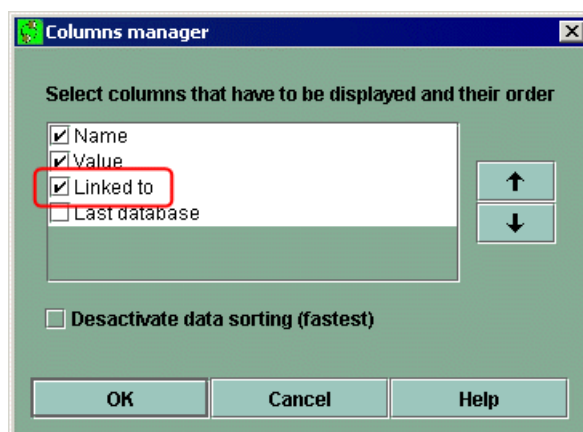 Columns manager
Select columns that have to be displayed and their order
Name
Value
Linked to
Last database
Desactivate data sorting (fastest)
OK Cancel Help